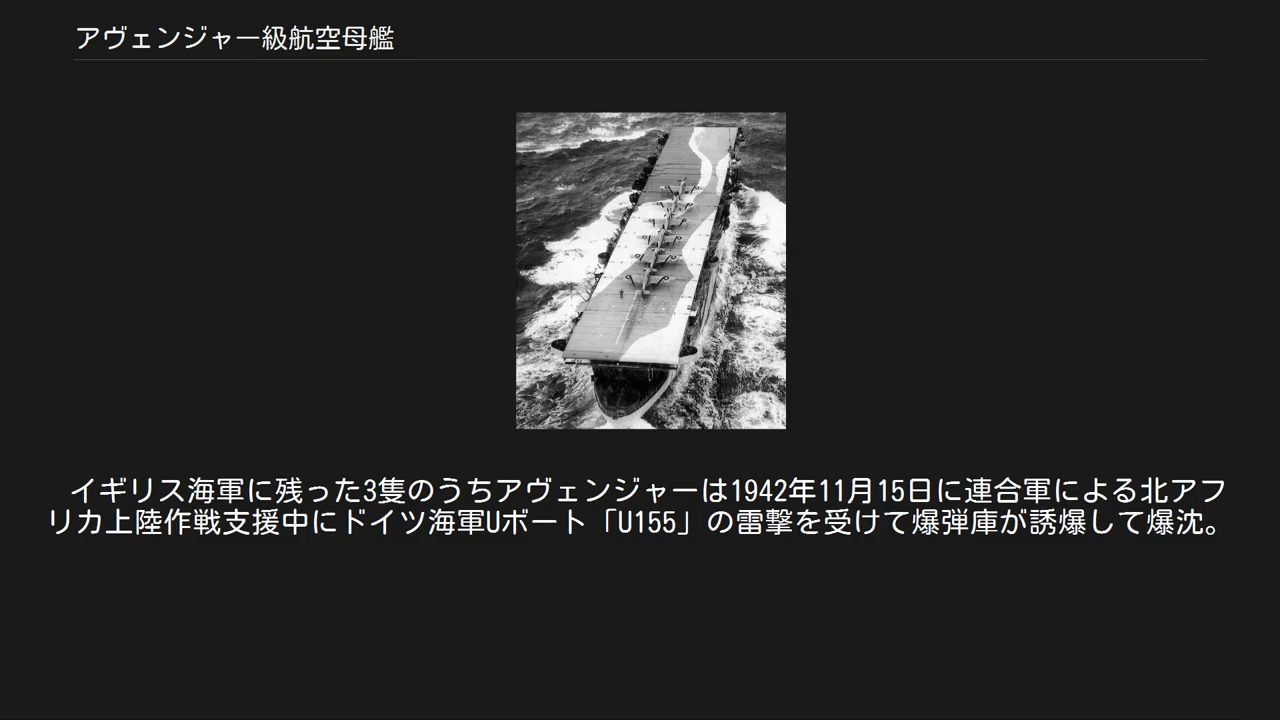 アヴェンジャー級航空母艦
イギリス海軍に残った3隻のうちアヴェンジャーは1942年11月15日に連合軍による北アフ
リカ上陸作戦支援中にドイツ海軍Uボート「U155」の雷撃を受けて爆弾庫が誘爆して爆沈。